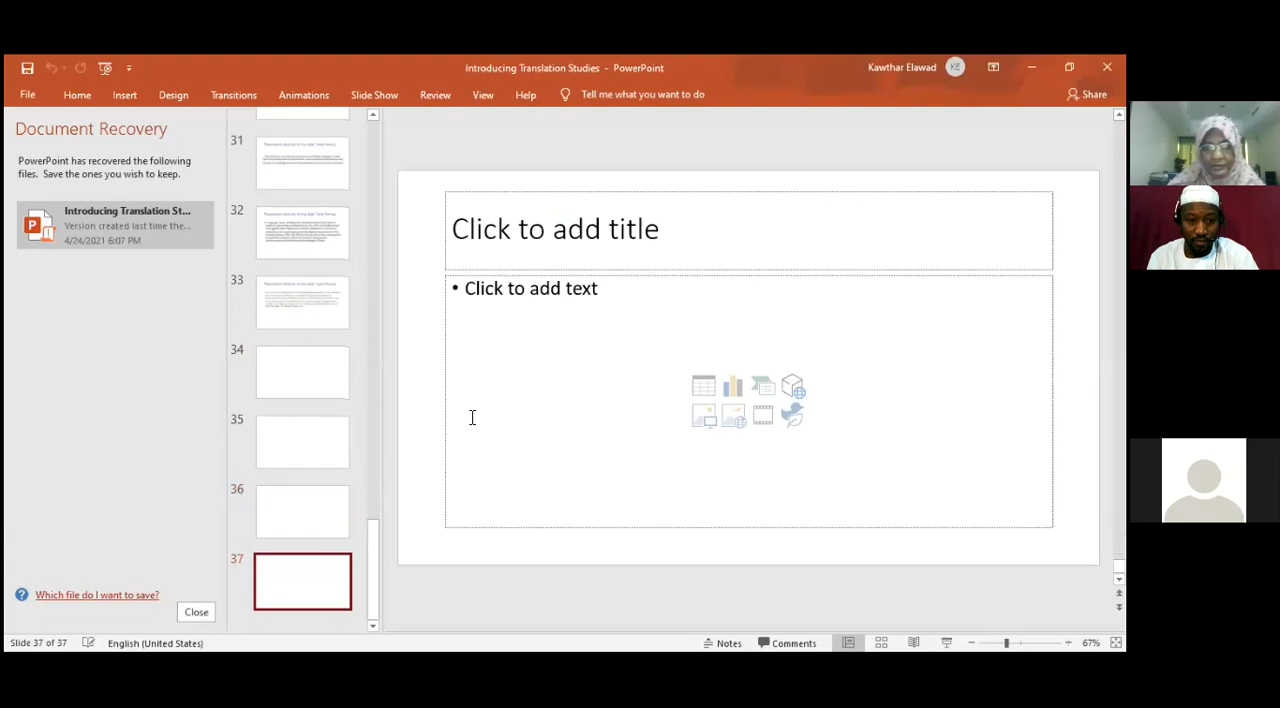 Introducing Translation Studies - PowerPoint
Kawthar Elawad KE
File Home Insert Design Transitions Animations Slide Show Review View Help Tell me what you want to do Share
Document Recovery
PowerPoint has recovered the following
files. Save the ones you wish to keep.
Introducing Translation St...
Version created last time the...
4/24/2021 6:07 PM
Which file do I want to save?
Close
31
32
33
34
35
36
37
Click to add title
• Click to add text
Slide 37 of 37 English (United States) Notes Comments 67%